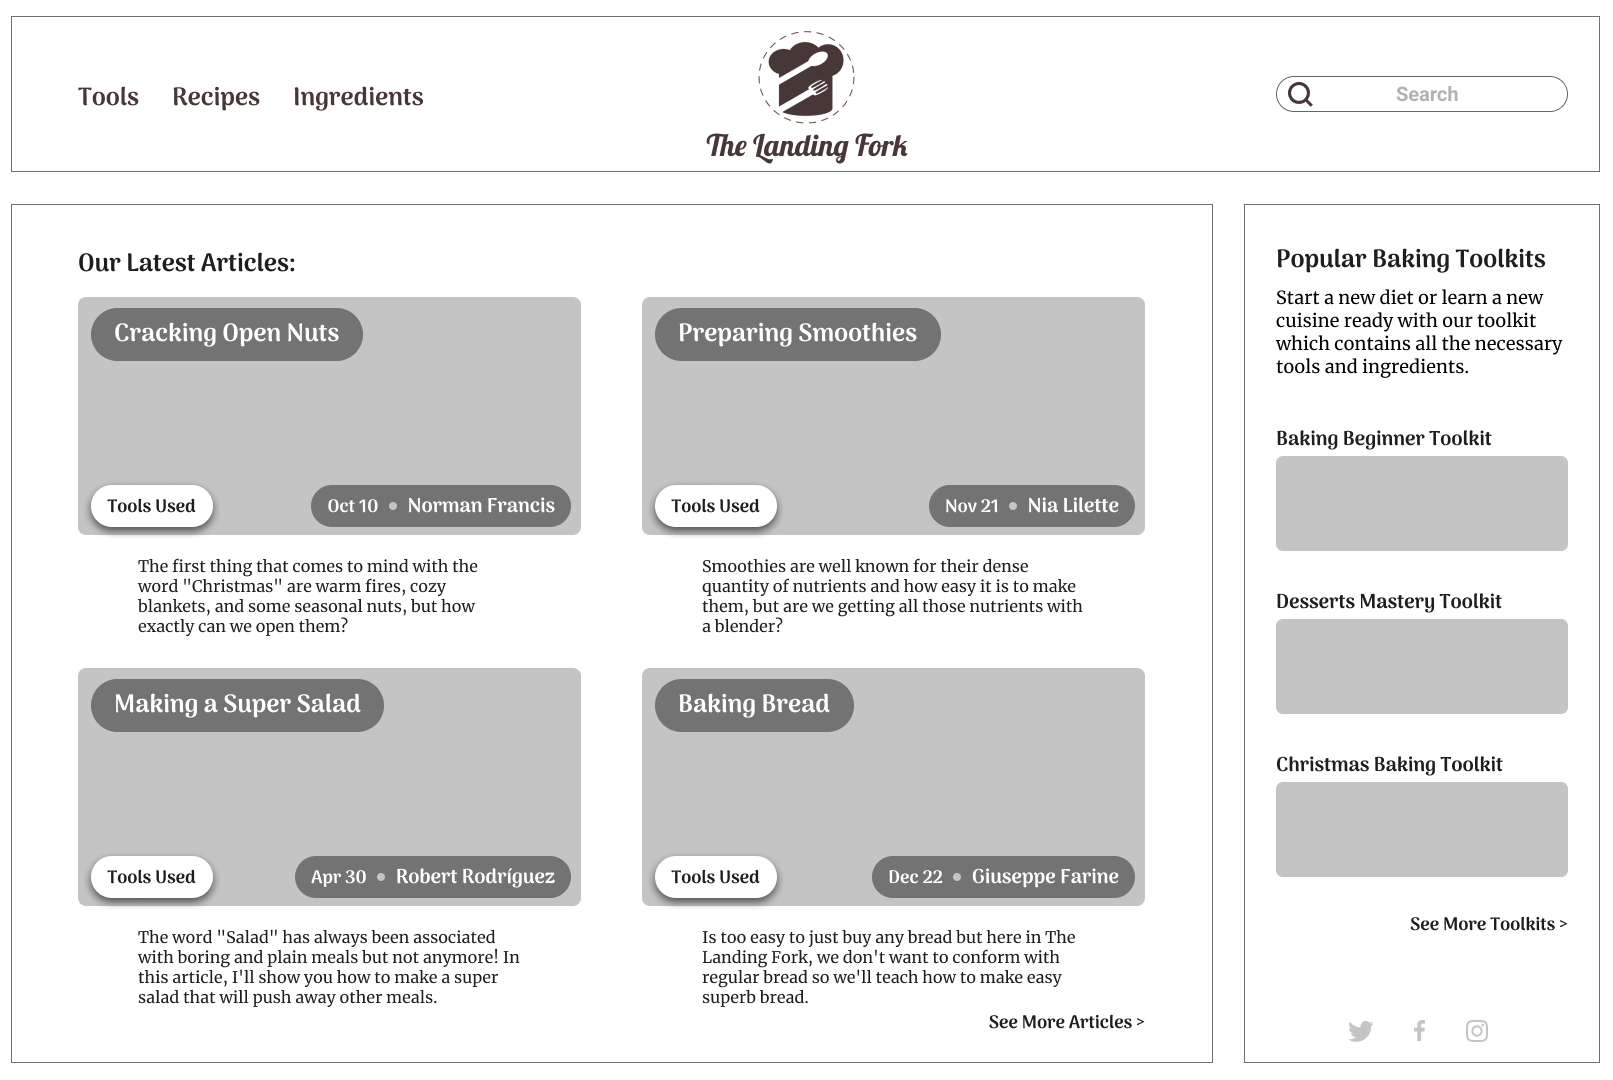 Tools Recipes Ingredients
The Landing Fork
Search
Our Latest Articles:
Cracking Open Nuts
Tools Used
Oct 10 • Norman Francis
The first thing that comes to mind with the
word "Christmas" are warm fires, cozy
blankets, and some seasonal nuts, but how
exactly can we open them?
Preparing Smoothies
Tools Used
Nov 21 • Nia Lilette
Smoothies are well known for their dense
quantity of nutrients and how easy it is to make
them, but are we getting all those nutrients with
a blender?
Making a Super Salad
Tools Used
Apr 30 • Robert Rodríguez
The word "Salad" has always been associated
with boring and plain meals but not anymore! In
this article, I'll show you how to make a super
salad that will push away other meals.
Baking Bread
Tools Used
Dec 22 • Giuseppe Farine
Is too easy to just buy any bread but here in The
Landing Fork, we don't want to conform with
regular bread so we'll teach how to make easy
superb bread.
See More Articles >
Popular Baking Toolkits
Start a new diet or learn a new
cuisine ready with our toolkit
which contains all the necessary
tools and ingredients.
Baking Beginner Toolkit
Desserts Mastery Toolkit
Christmas Baking Toolkit
See More Toolkits >